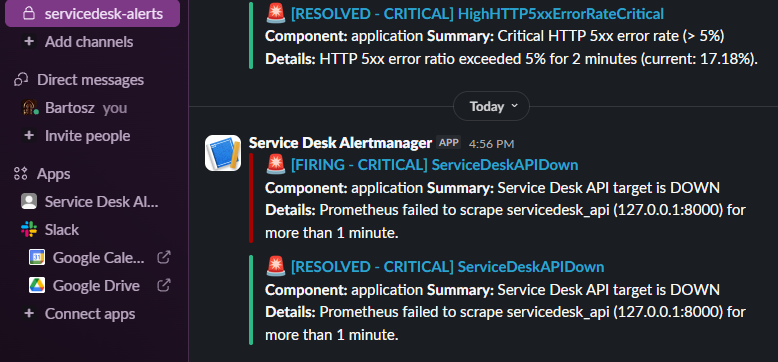 servicedesk-alerts
Add channels
Direct messages
Bartosz you
Invite people
Apps
Service Desk Al...
Slack
Google Cale...
Google Drive
Connect apps
[RESOLVED - CRITICAL] HighHTTP5xxErrorRateCritical
Component: application Summary: Critical HTTP 5xx error rate (> 5%)
Details: HTTP 5xx error ratio exceeded 5% for 2 minutes (current: 17.18%).
Today
Service Desk Alertmanager APP 4:56 PM
[FIRING - CRITICAL] ServiceDeskAPIDown
Component: application Summary: Service Desk API target is DOWN
Details: Prometheus failed to scrape servicedesk_api (127.0.0.1:8000) for
more than 1 minute.
[RESOLVED - CRITICAL] ServiceDeskAPIDown
Component: application Summary: Service Desk API target is DOWN
Details: Prometheus failed to scrape servicedesk_api (127.0.0.1:8000) for
more than 1 minute.